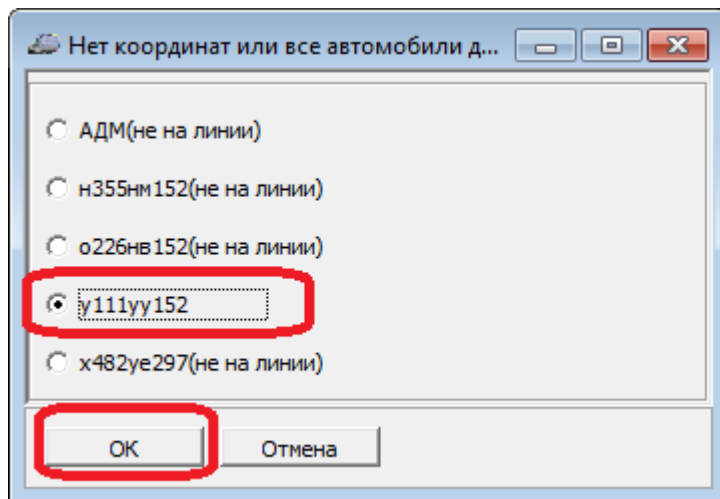 Нет координат или все автомобили д...
АДМ(не на линии)
н355нм152(не на линии)
о226нв152(не на линии)
у111уу152
х482уе297(не на линии)
ОК
Отмена